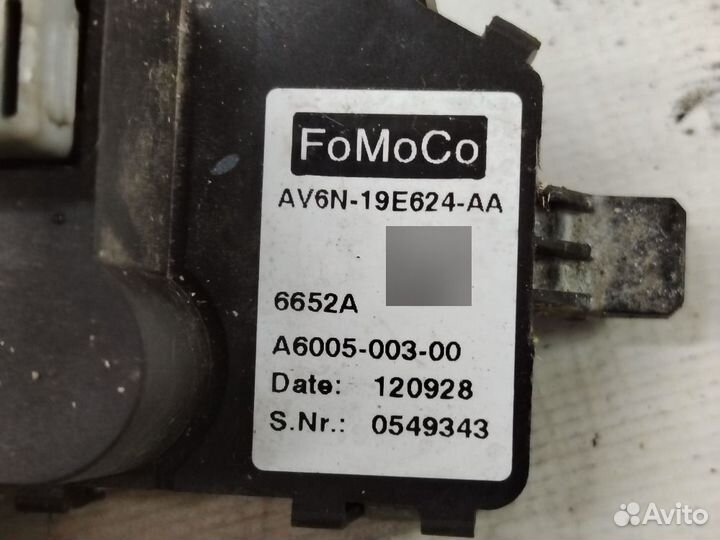 FoMoCo
AV6N-19E624-AA
6652A
A6005-003-00
Date: 120928
S.Nr.: 0549343
Avito